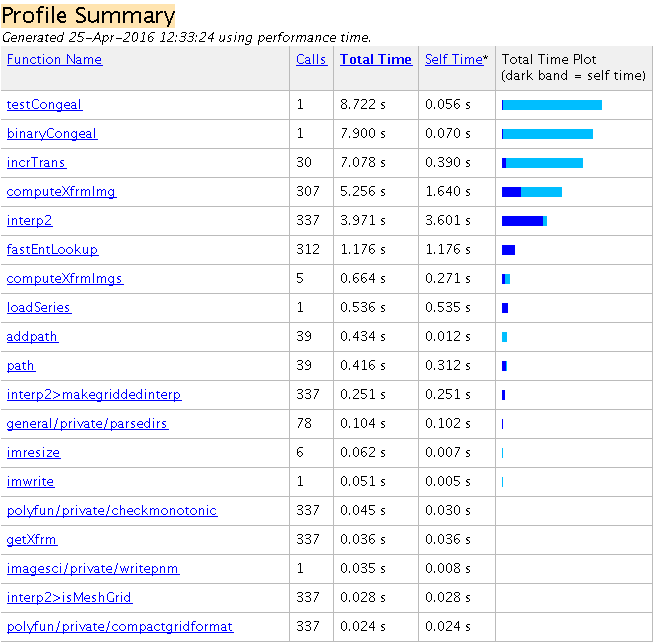 Profile Summary
Generated 25-Apr-2016 12:33:24 using performance time.
Function Name Calls Total Time Self Time* Total Time Plot
(dark band = self time)
testCongeal 1 8.722 s 0.056 s
binaryCongeal 1 7.900 s 0.070 s
incrTrans 30 7.078 s 0.390 s
computeXfrmImg 307 5.256 s 1.640 s
interp2 337 3.971 s 3.601 s
fastEntLookup 312 1.176 s 1.176 s
computeXfrmImgs 5 0.664 s 0.271 s
loadSeries 1 0.536 s 0.535 s
addpath 39 0.434 s 0.012 s
path 39 0.416 s 0.312 s
interp2>makegriddedinterp 337 0.251 s 0.251 s
general/private/parsedirs 78 0.104 s 0.102 s
imresize 6 0.062 s 0.007 s
imwrite 1 0.051 s 0.005 s
polyfun/private/checkmonotonic 337 0.045 s 0.030 s
getXfrm 337 0.036 s 0.036 s
imagesci/private/writepnm 1 0.035 s 0.008 s
interp2>isMeshGrid 337 0.028 s 0.028 s
polyfun/private/compactgridformat 337 0.024 s 0.024 s